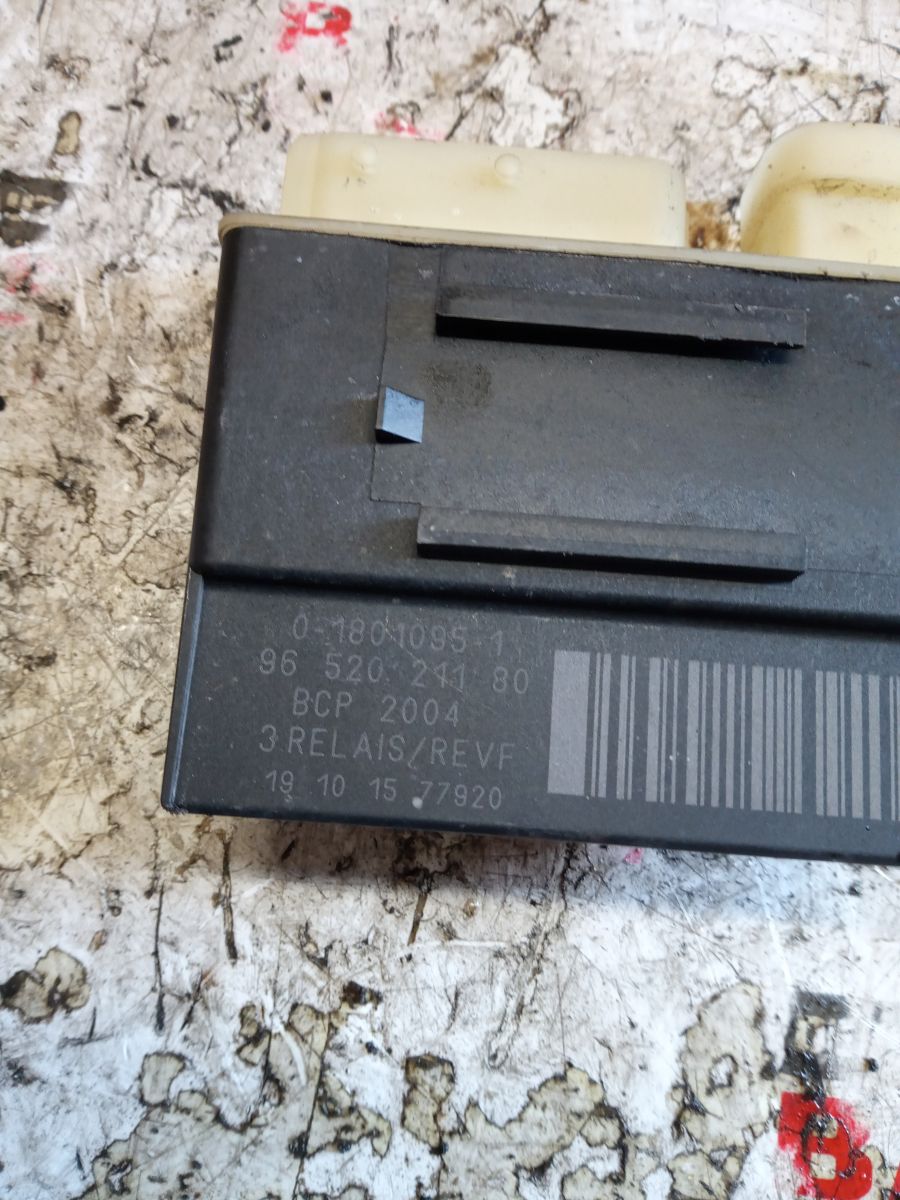 0-1801095-1
96 520 211 80
BCP 2004
3 RELAIS/REVF
19 10 15 77920